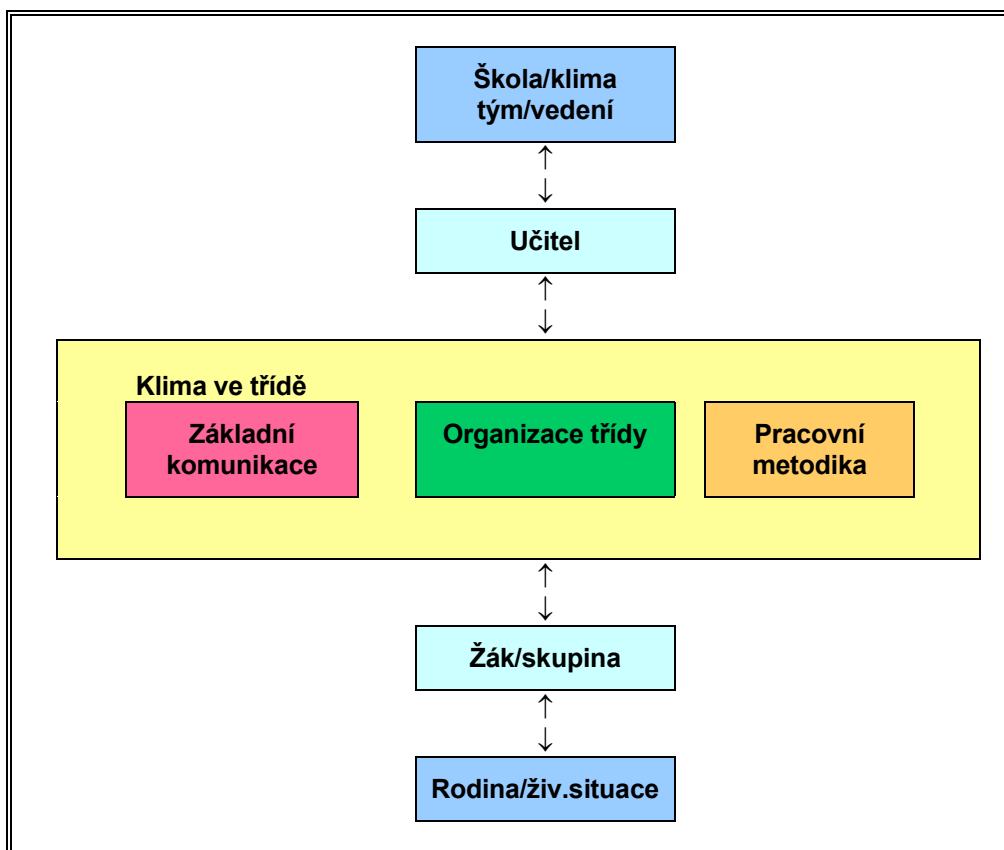 Škola/klima
tým/vedení
↑
↓
Učitel
↑
↓
Klima ve třídě
Základní
komunikace
Organizace třídy
Pracovní
metodika
↑
↓
Žák/skupina
↑
↓
Rodina/živ.situace